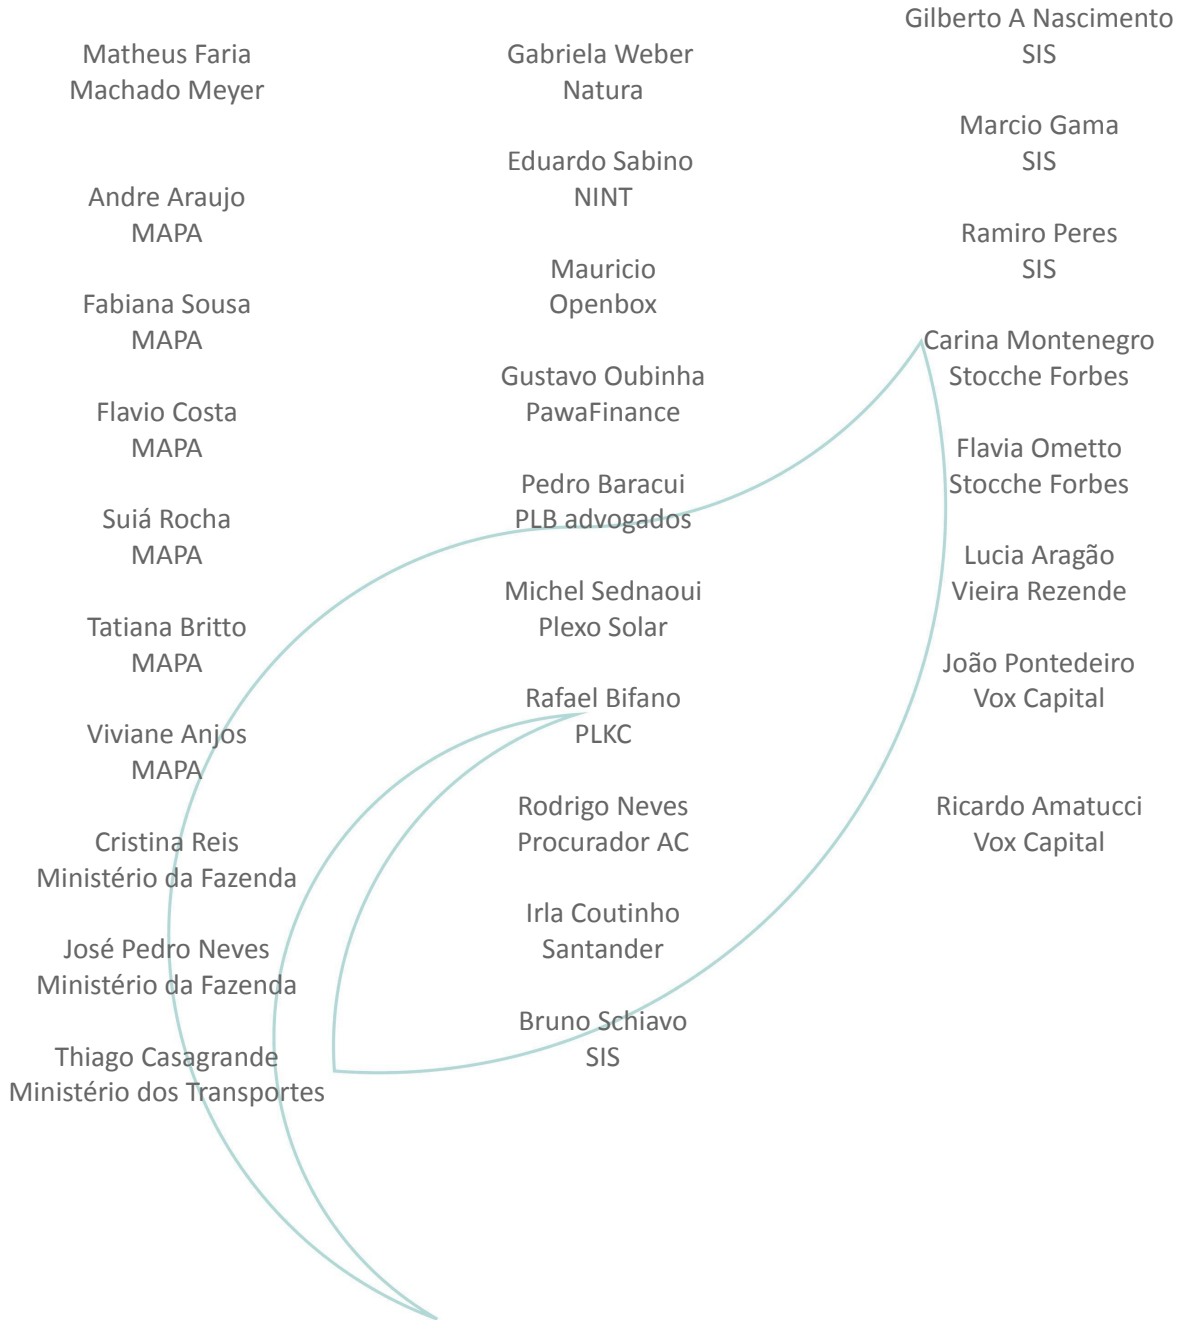 Matheus Faria
Machado Meyer
Andre Araujo
MAPA
Fabiana Sousa
MAPA
Flavio Costa
MAPA
Suiá Rocha
MAPA
Tatiana Britto
MAPA
Viviane Anjos
MAPA
Cristina Reis
Ministério da Fazenda
José Pedro Neves
Ministério da Fazenda
Thiago Casagrande
Ministério dos Transportes
Gabriela Weber
Natura
Eduardo Sabino
NINT
Mauricio
Openbox
Gustavo Oubinha
PawaFinance
Pedro Baracui
PLB advogados
Michel Sednaoui
Plexo Solar
Rafael Bifano
PLKC
Rodrigo Neves
Procurador AC
Irla Coutinho
Santander
Bruno Schiavo
SIS
Gilberto A Nascimento
SIS
Marcio Gama
SIS
Ramiro Peres
SIS
Carina Montenegro
Stocche Forbes
Flavia Ometto
Stocche Forbes
Lucia Aragão
Vieira Rezende
João Pontedeiro
Vox Capital
Ricardo Amatucci
Vox Capital